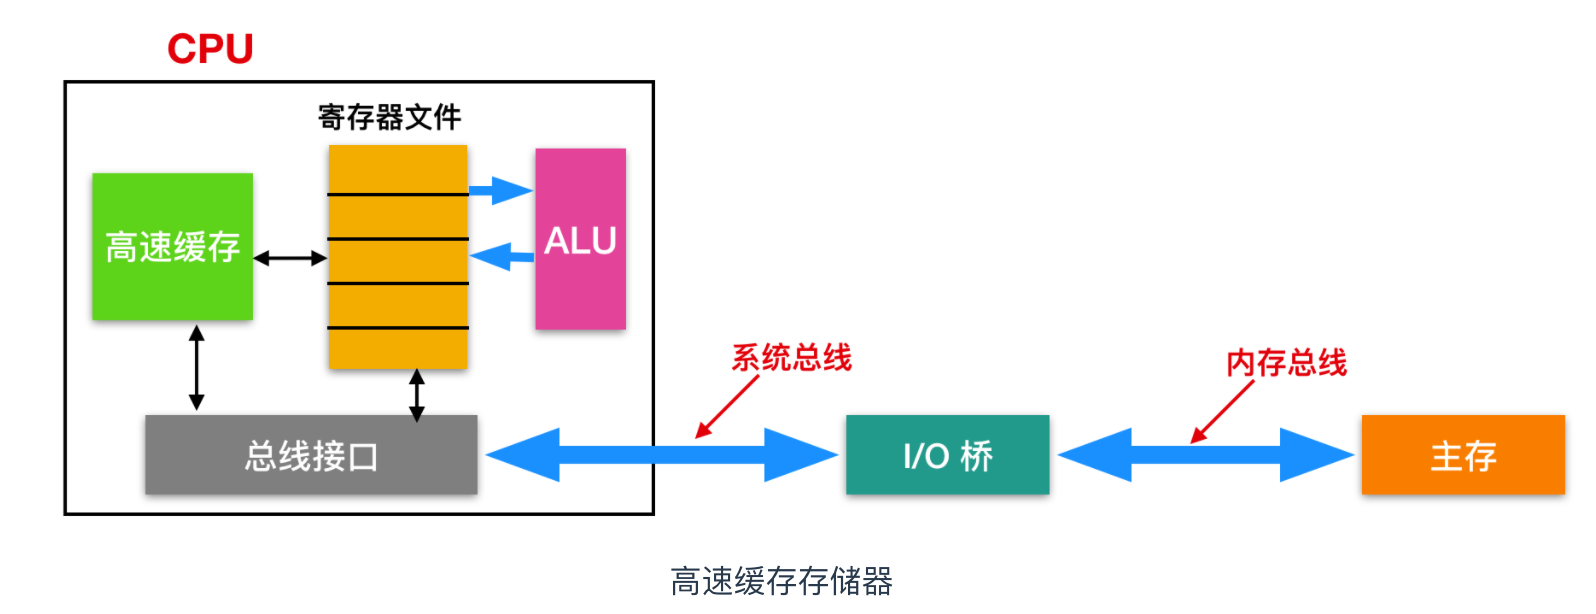 CPU
寄存器文件
高速缓存
ALU
系统总线
内存总线
总线接口
I/O 桥
主存
高速缓存存储器